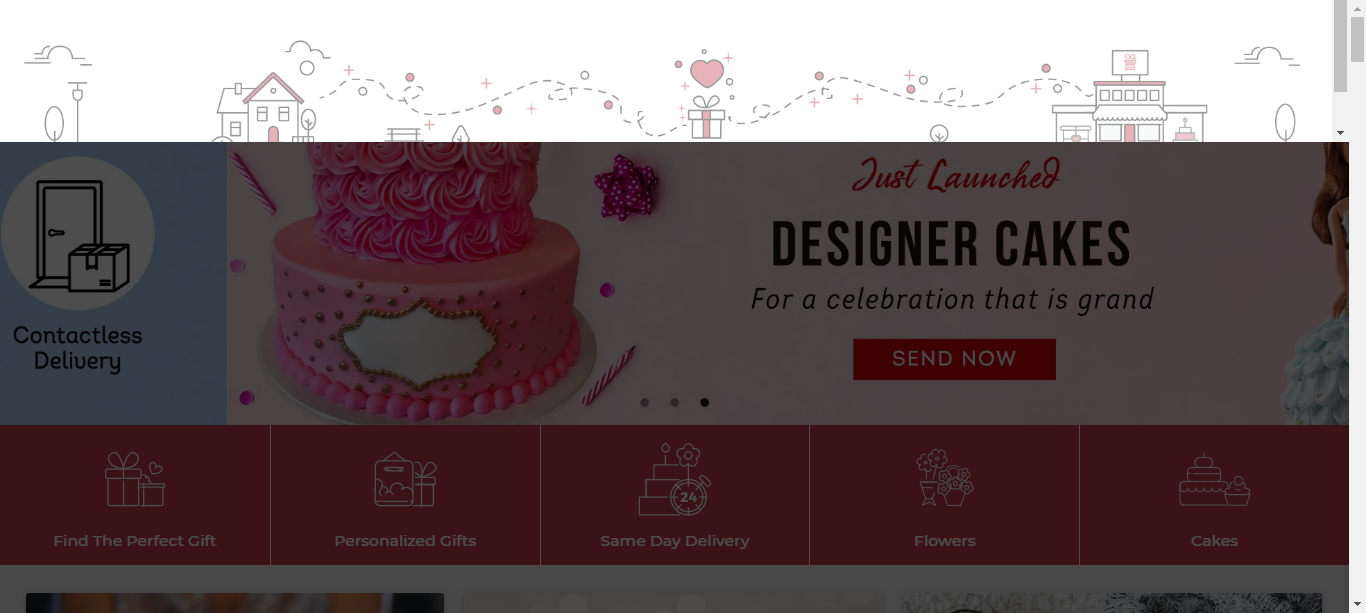 Contactless
Delivery
Just Launched
DESIGNER CAKES
For a celebration that is grand
SEND NOW
24
Find The Perfect Gift
Personalized Gifts
Same Day Delivery
Flowers
Cakes